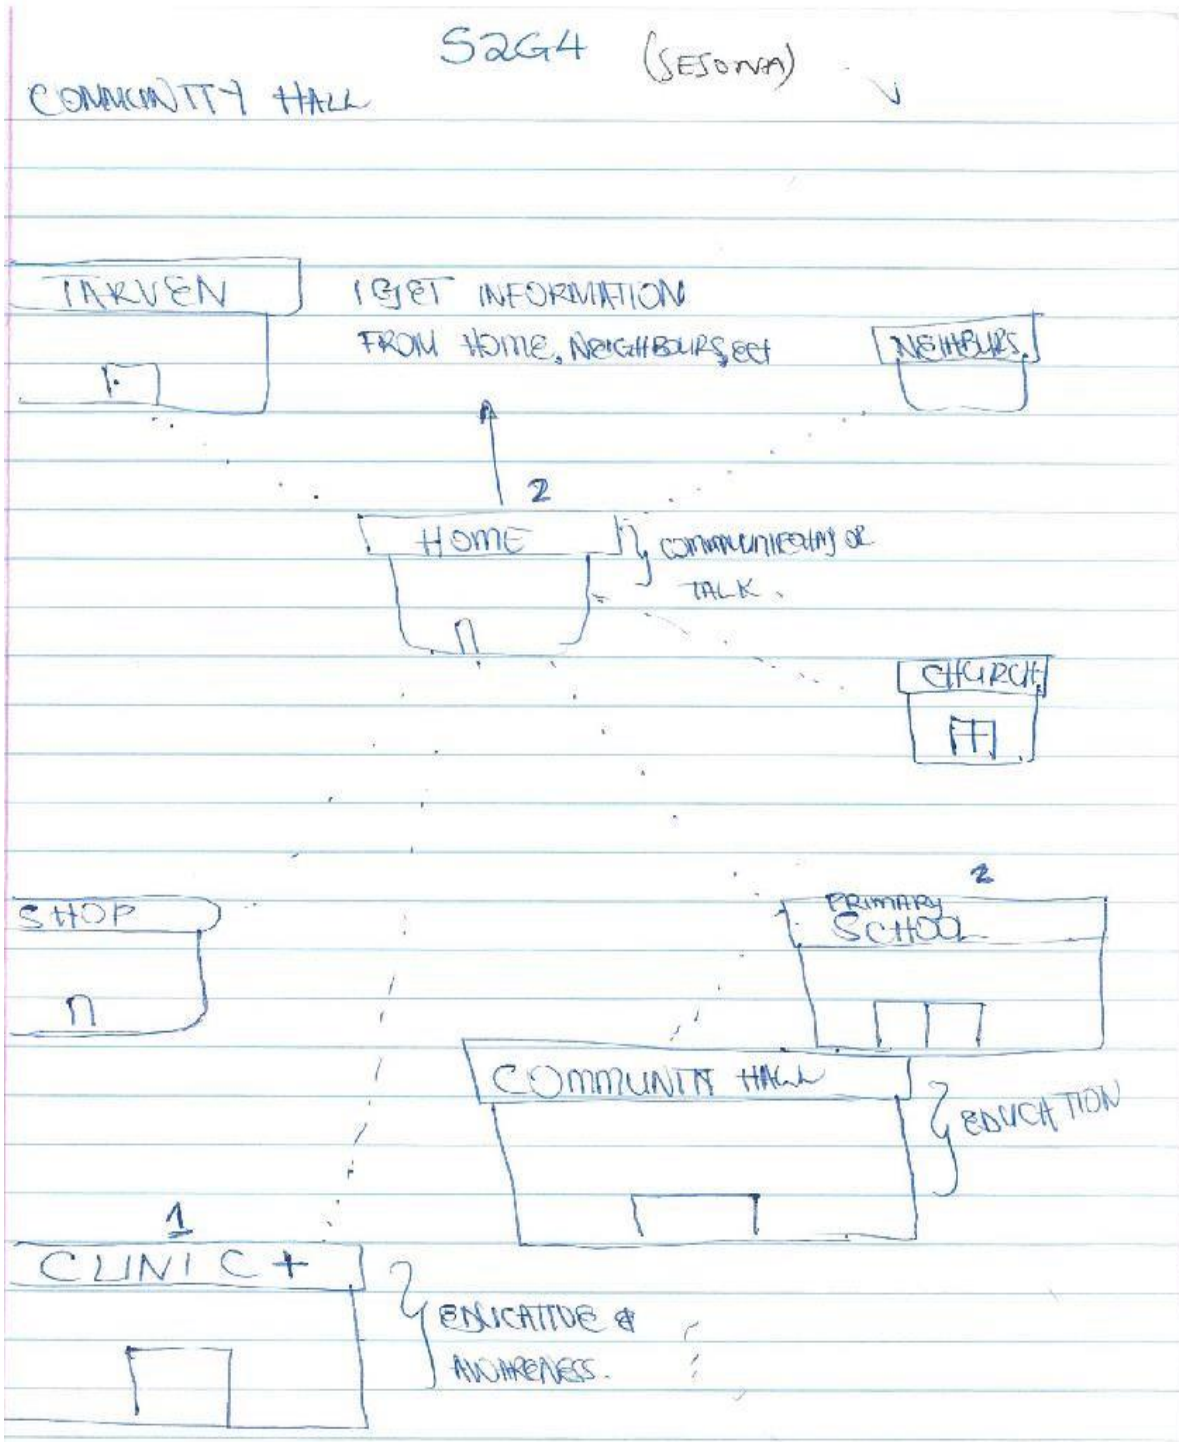 S2G4 (SESONA)
COMMUNITY HALL
TARVEN
I GET INFORMATION
FROM HOME, NEIGHBOURS, ECT
NEIHBURS
2
HOME
COMMUNICATING OR
TALK.
CHURCH
2
SHOP
PRIMARY
SCHOOL
COMMUNITY HALL
EDUCATION
1
CLINIC +
EDUCATIVE &
AWARENESS.